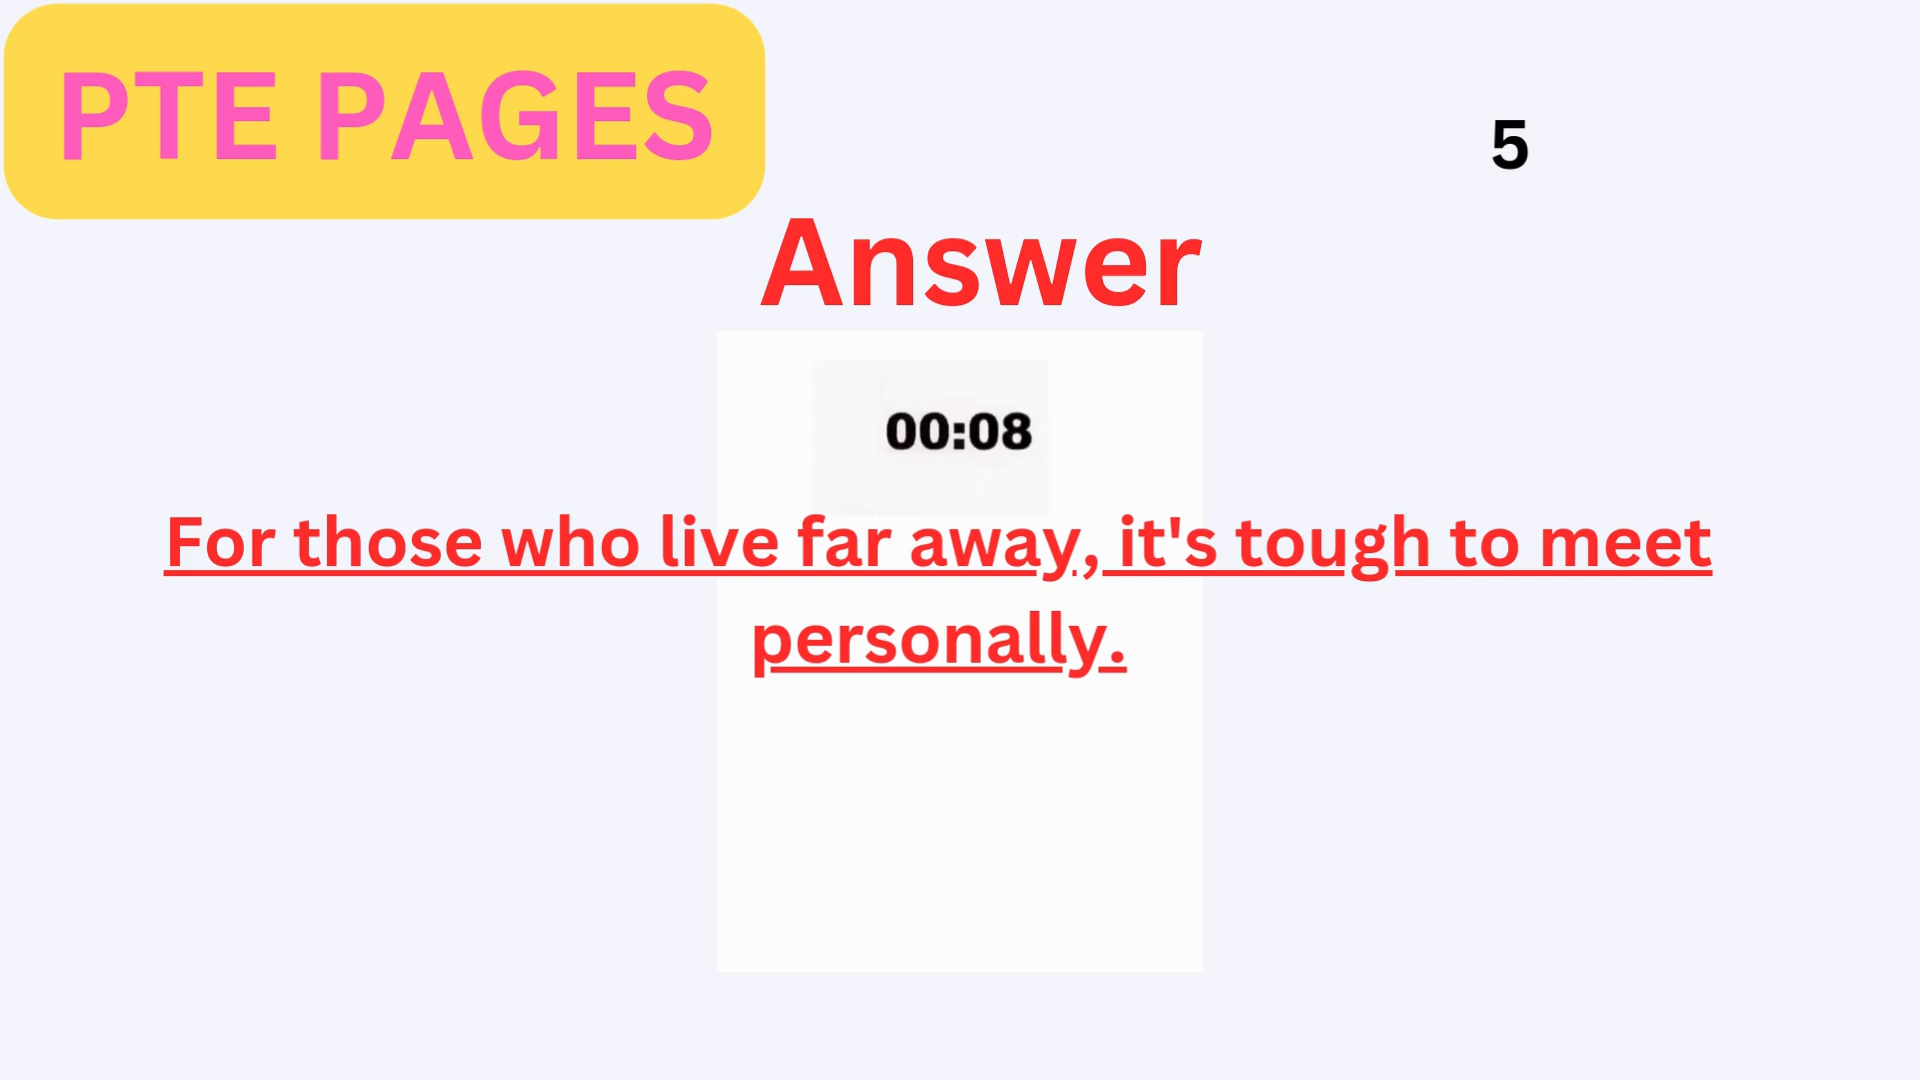 PTE PAGES
5
Answer
00:08
For those who live far away, it's tough to meet
personally.